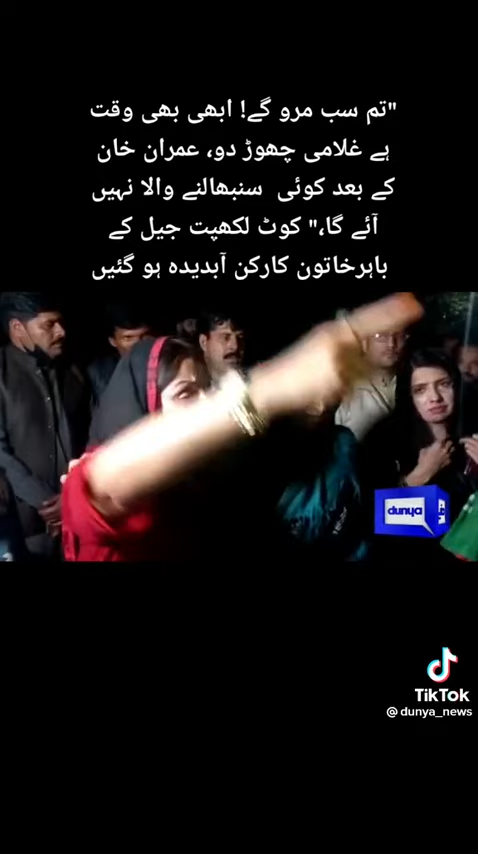 "تم سب مرو گے! ابھی بھی وقت
ہے غلامی چھوڑ دو، عمران خان
کے بعد کوئی سنبھالنے والا نہیں
آئے گا،" کوٹ لکھپت جیل کے
باہرخاتون کارکن آبدیدہ ہو گئیں
dunya
TikTok
@ dunya_news